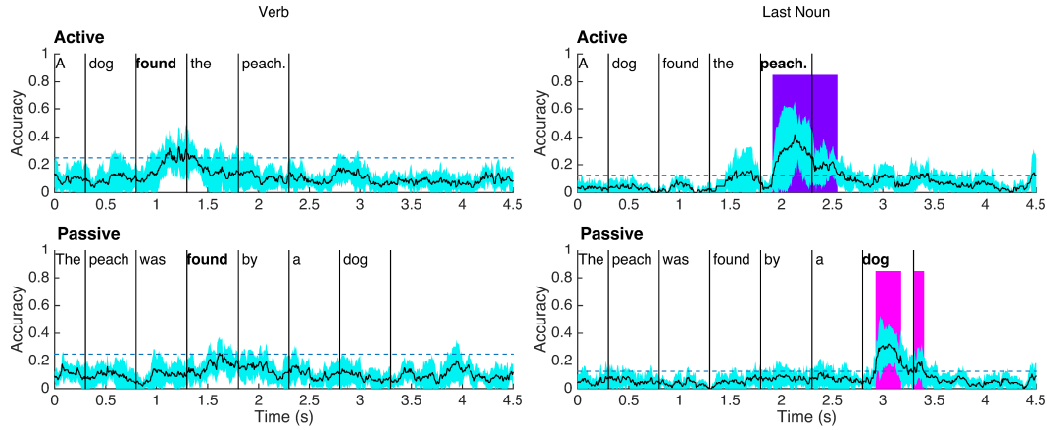 Verb
Active
A dog found the peach.
1
0.8
0.6
0.4
0.2
0
Accuracy
0 0.5 1 1.5 2 2.5 3 3.5 4 4.5
Passive
The peach was found by a dog
1
0.8
0.6
0.4
0.2
0
Accuracy
0 0.5 1 1.5 2 2.5 3 3.5 4 4.5
Time (s)
Last Noun
Active
A dog found the peach.
1
0.8
0.6
0.4
0.2
0
Accuracy
0 0.5 1 1.5 2 2.5 3 3.5 4 4.5
Passive
The peach was found by a dog
1
0.8
0.6
0.4
0.2
0
Accuracy
0 0.5 1 1.5 2 2.5 3 3.5 4 4.5
Time (s)